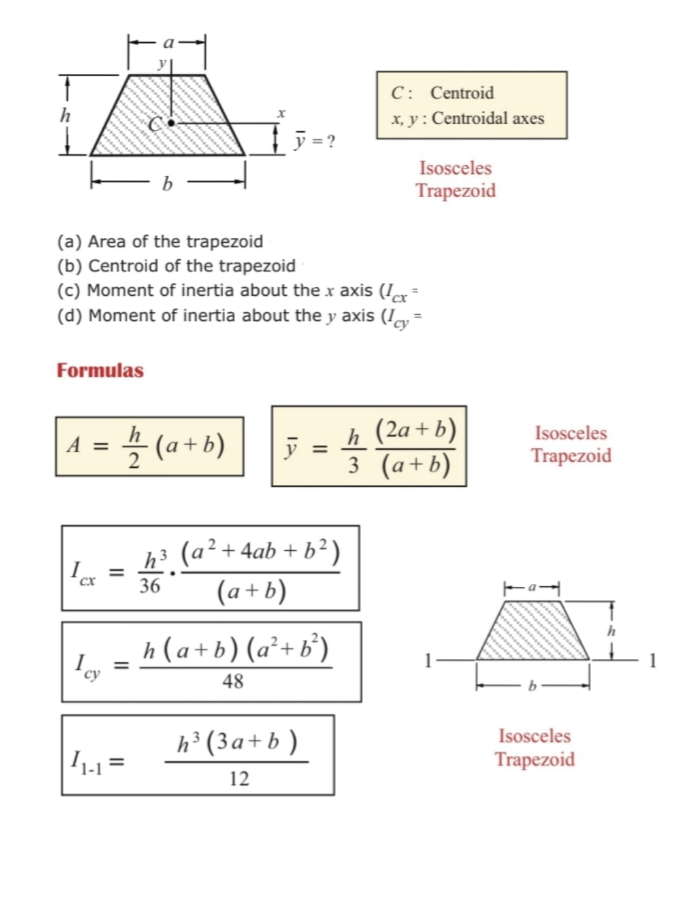 a
y
h
C
x
ȳ = ?
b
C : Centroid
x, y : Centroidal axes
Isosceles
Trapezoid
(a) Area of the trapezoid
(b) Centroid of the trapezoid
(c) Moment of inertia about the x axis (I_cx =
(d) Moment of inertia about the y axis (I_cy =
Formulas
A = h/2 (a + b)
ȳ = h/3 (2a + b)/(a + b)
Isosceles
Trapezoid
I_cx = h³/36 · (a² + 4ab + b²)/(a + b)
I_cy = h (a + b) (a² + b²)/48
I_1-1 = h³ (3a + b)/12
a
h
1 1
b
Isosceles
Trapezoid